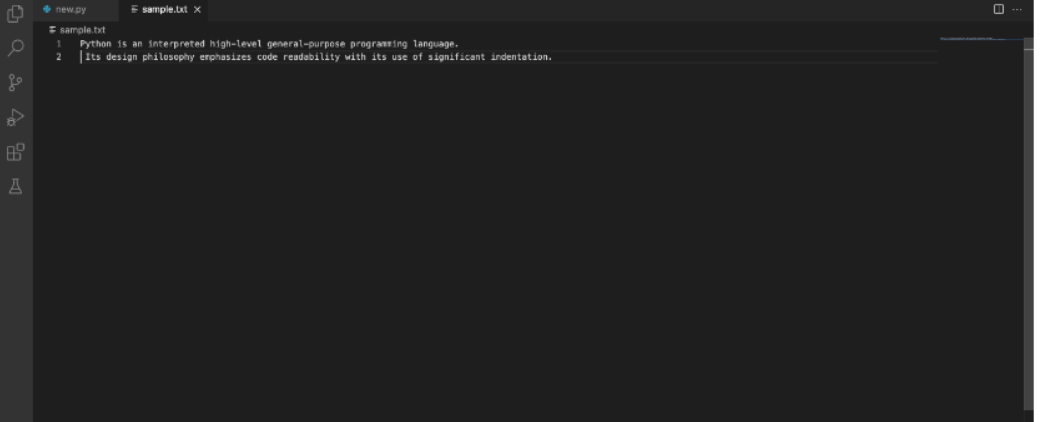 new.py sample.txt
sample.txt
1 Python is an interpreted high-level general-purpose programming language.
2 Its design philosophy emphasizes code readability with its use of significant indentation.